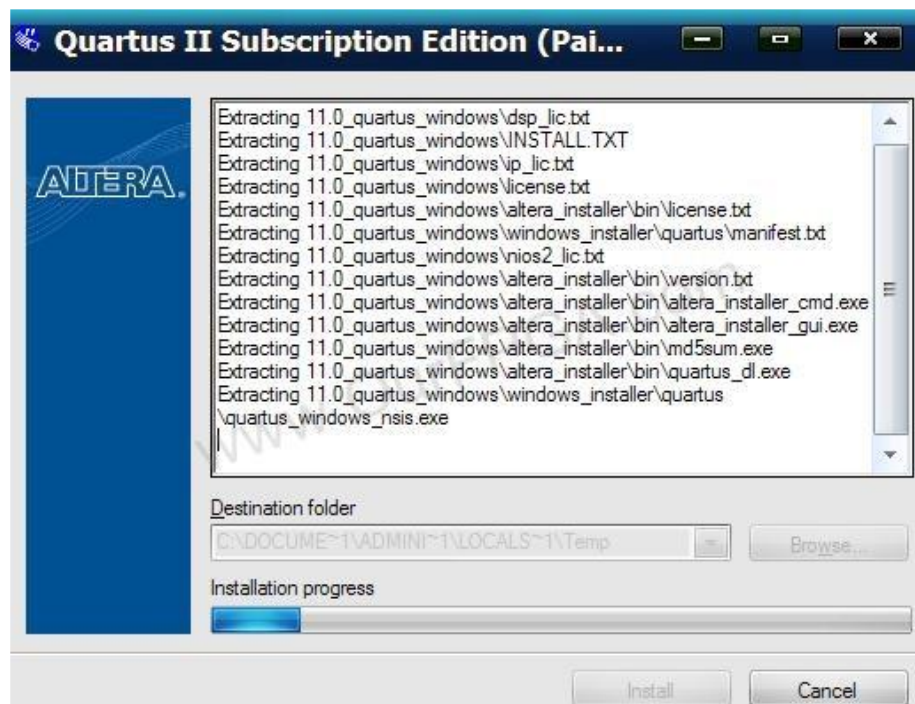 Quartus II Subscription Edition (Pai...
ALTERA.
Extracting 11.0_quartus_windows\dsp_lic.txt
Extracting 11.0_quartus_windows\INSTALL.TXT
Extracting 11.0_quartus_windows\ip_lic.txt
Extracting 11.0_quartus_windows\license.txt
Extracting 11.0_quartus_windows\altera_installer\bin\license.txt
Extracting 11.0_quartus_windows\windows_installer\quartus\manifest.txt
Extracting 11.0_quartus_windows\nios2_lic.txt
Extracting 11.0_quartus_windows\altera_installer\bin\version.txt
Extracting 11.0_quartus_windows\altera_installer\bin\altera_installer_cmd.exe
Extracting 11.0_quartus_windows\altera_installer\bin\altera_installer_gui.exe
Extracting 11.0_quartus_windows\altera_installer\bin\md5sum.exe
Extracting 11.0_quartus_windows\altera_installer\bin\quartus_dl.exe
Extracting 11.0_quartus_windows\windows_installer\quartus
\quartus_windows_nsis.exe
Destination folder
C:\DOCUME~1\ADMINI~1\LOCALS~1\Temp
Browse...
Installation progress
Install
Cancel